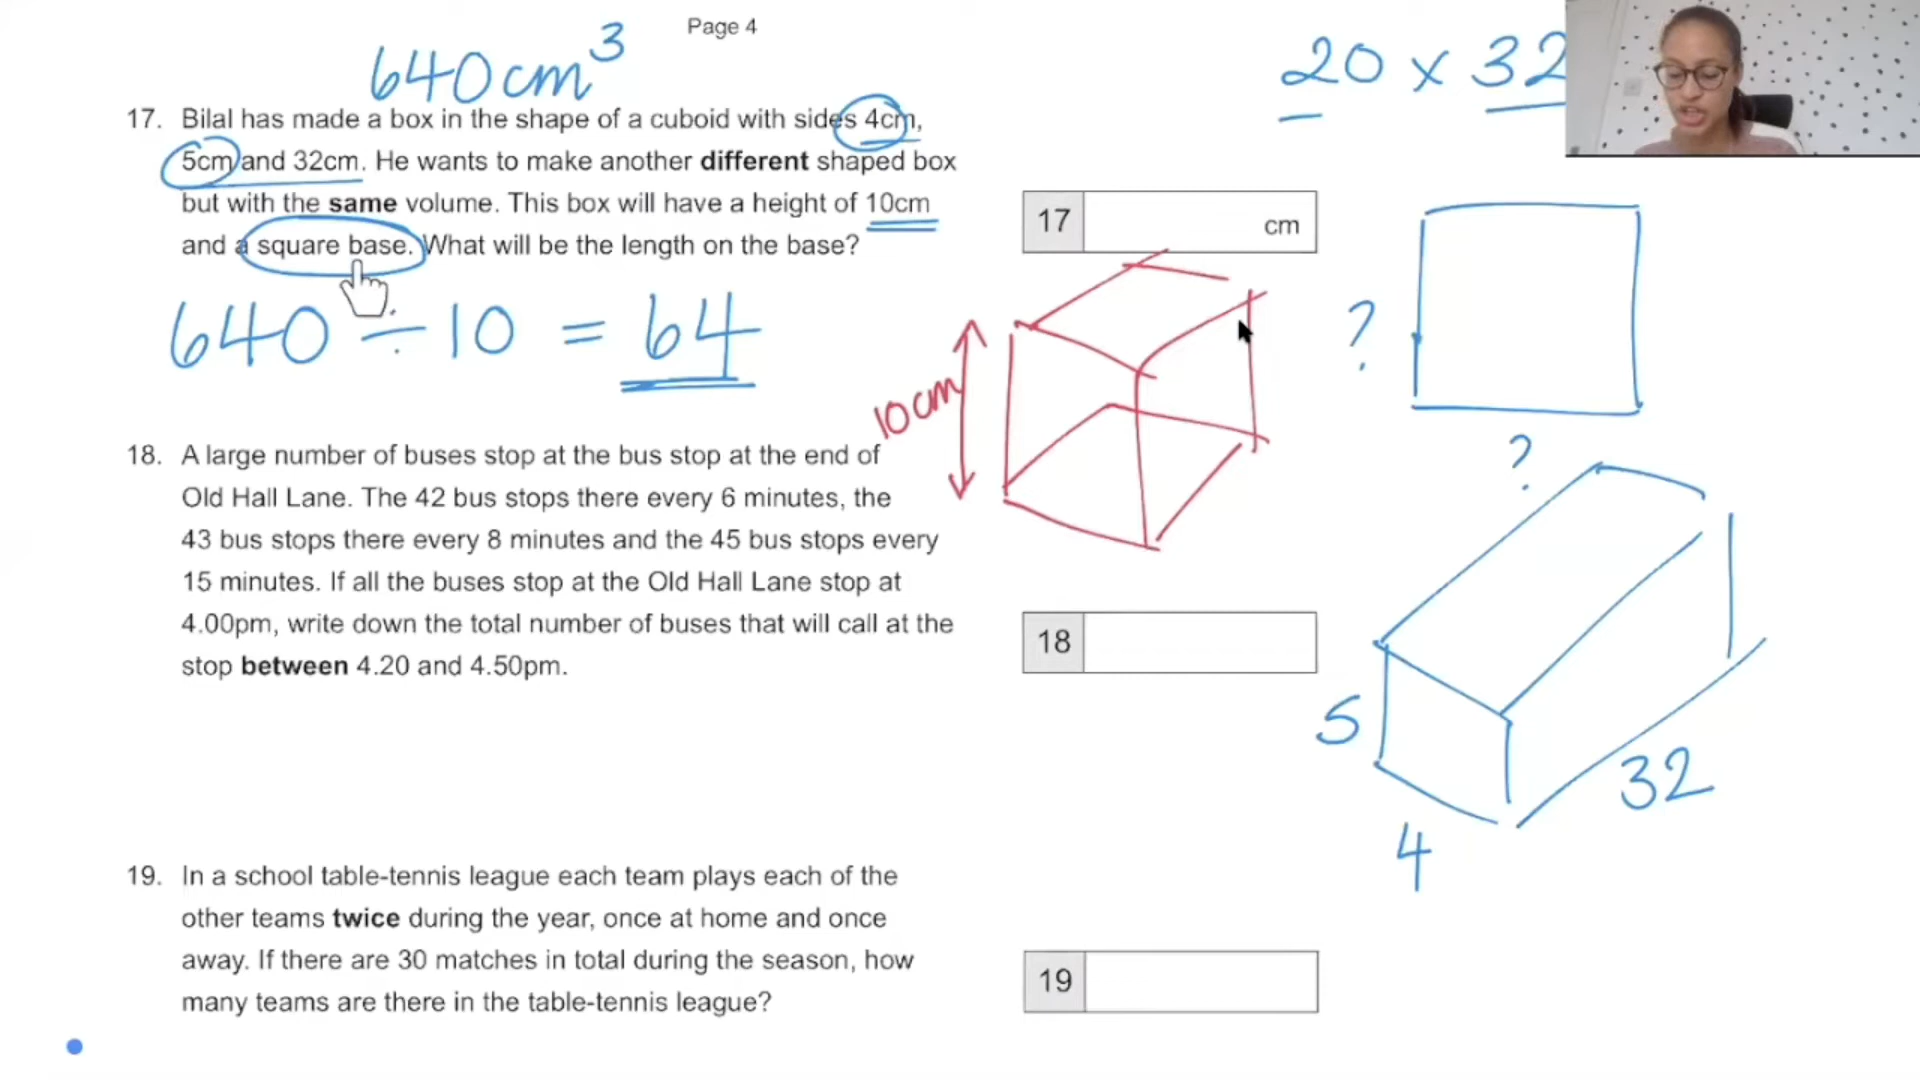 Page 4
640cm³
20 x 32
17. Bilal has made a box in the shape of a cuboid with sides 4cm,
5cm and 32cm. He wants to make another different shaped box
but with the same volume. This box will have a height of 10cm
and a square base. What will be the length on the base?
17 cm
640 ÷ 10 = 64
10cm
?
?
18. A large number of buses stop at the bus stop at the end of
Old Hall Lane. The 42 bus stops there every 6 minutes, the
43 bus stops there every 8 minutes and the 45 bus stops every
15 minutes. If all the buses stop at the Old Hall Lane stop at
4.00pm, write down the total number of buses that will call at the
stop between 4.20 and 4.50pm.
18
5
32
4
19. In a school table-tennis league each team plays each of the
other teams twice during the year, once at home and once
away. If there are 30 matches in total during the season, how
many teams are there in the table-tennis league?
19